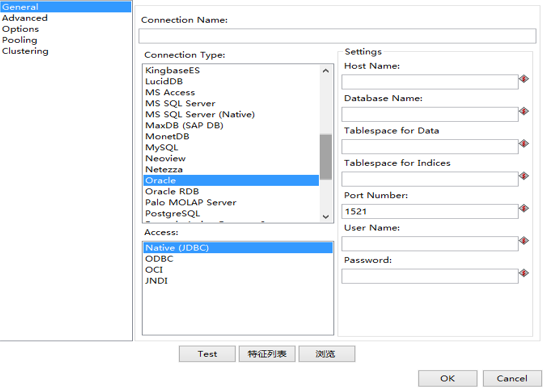 General
Advanced
Options
Pooling
Clustering
Connection Name:
Connection Type:
KingbaseES
LucidDB
MS Access
MS SQL Server
MS SQL Server (Native)
MaxDB (SAP DB)
MonetDB
MySQL
Neoview
Netezza
Oracle
Oracle RDB
Palo MOLAP Server
PostgreSQL
Access:
Native (JDBC)
ODBC
OCI
JNDI
Settings
Host Name:
Database Name:
Tablespace for Data
Tablespace for Indices
Port Number:
1521
User Name:
Password:
Test
特征列表
浏览
OK
Cancel